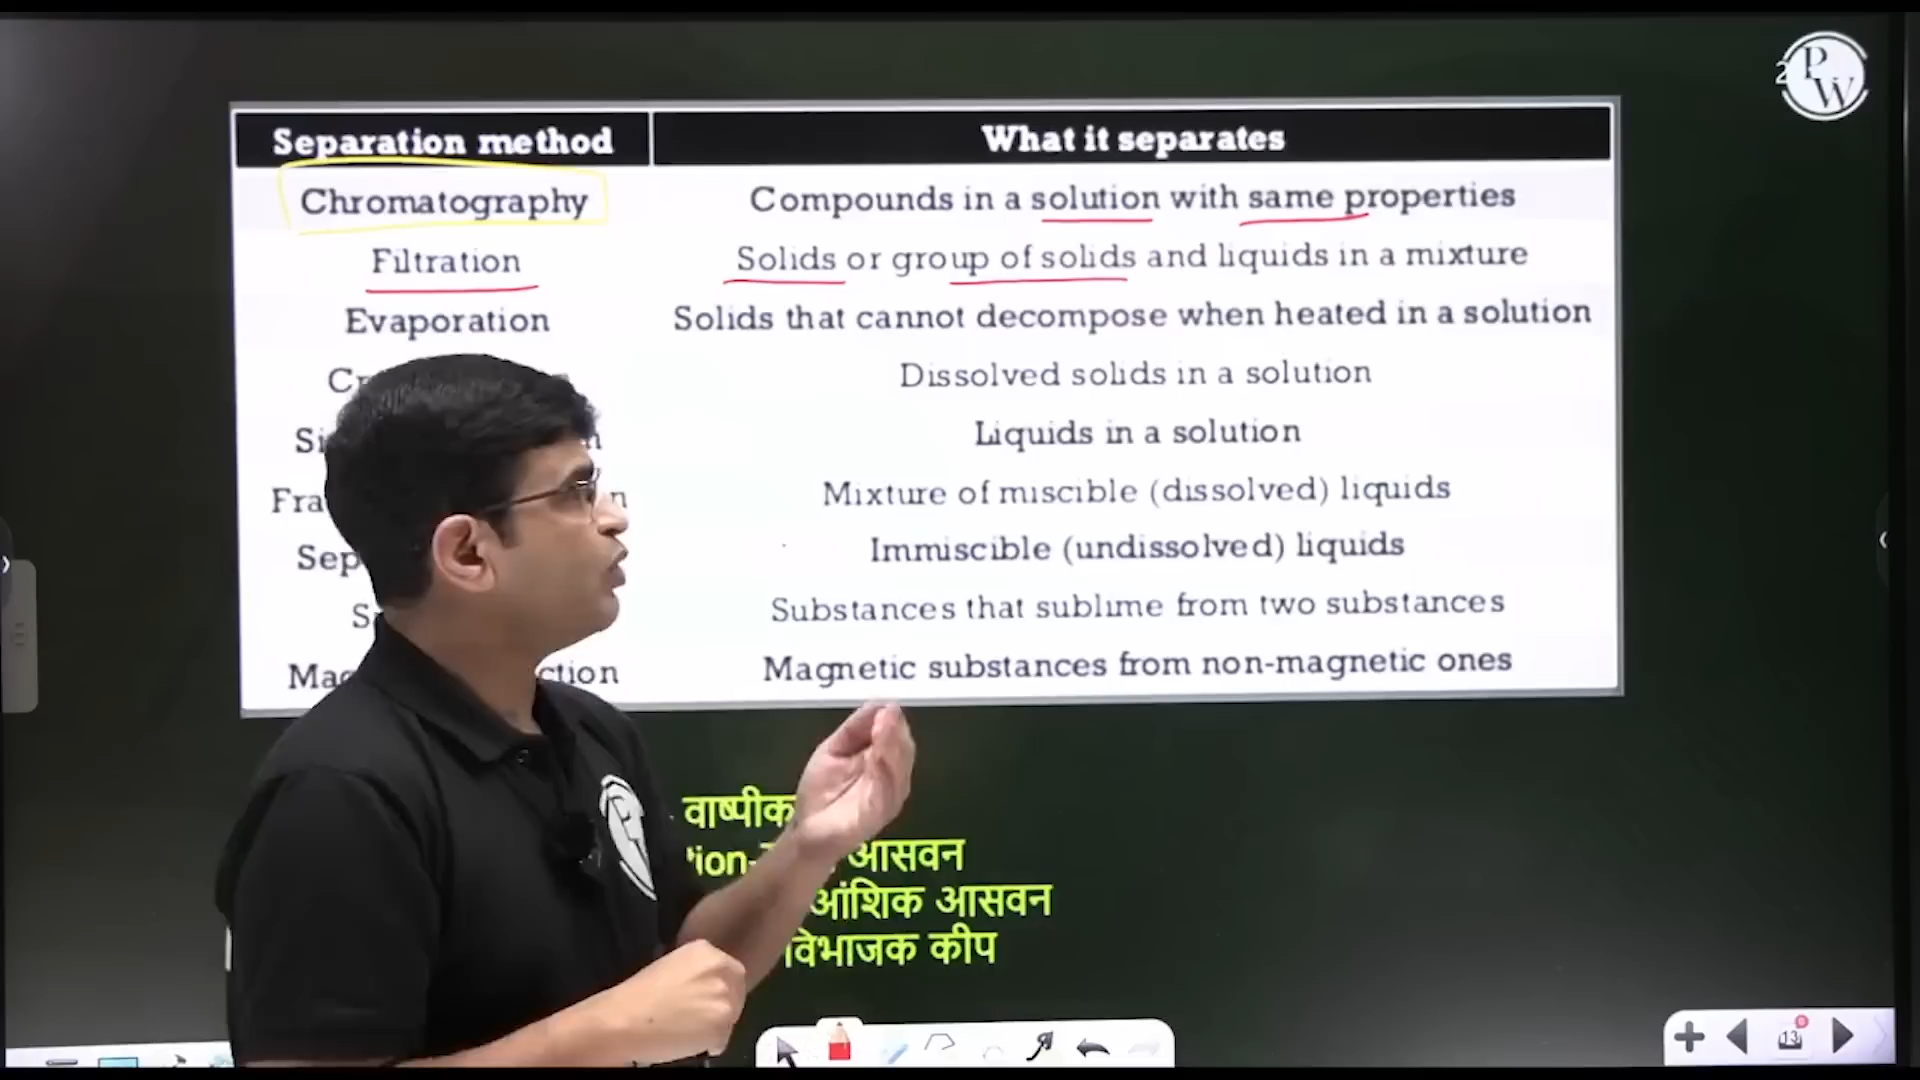 PW
Separation method What it separates
Chromatography Compounds in a solution with same properties
Filtration Solids or group of solids and liquids in a mixture
Evaporation Solids that cannot decompose when heated in a solution
Dissolved solids in a solution
Liquids in a solution
Mixture of miscible (dissolved) liquids
Immiscible (undissolved) liquids
Substances that sublime from two substances
Magnetic substances from non-magnetic ones
आसवन
आंशिक आसवन
विभाजक कीप
13